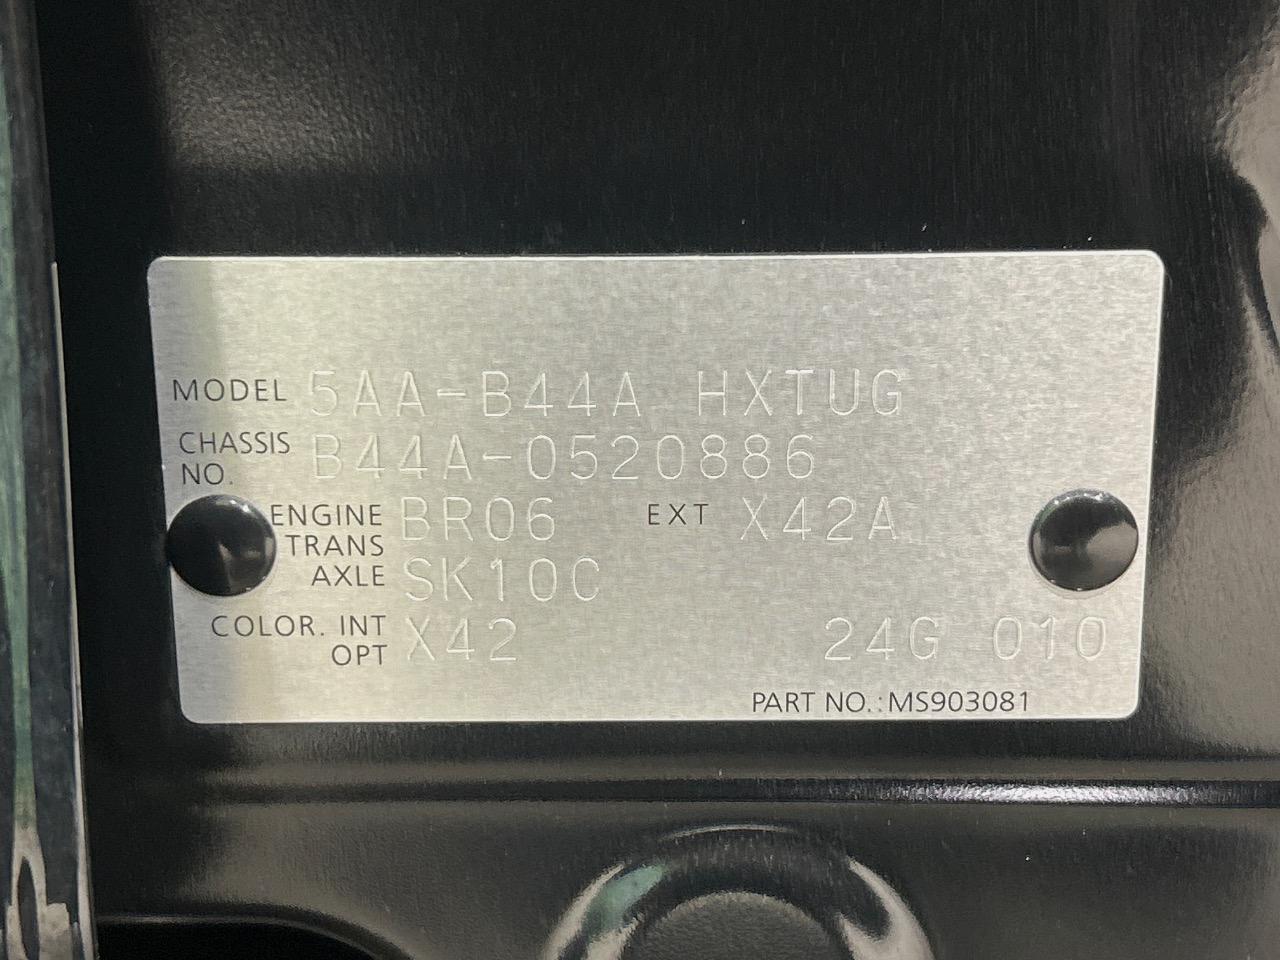 MODEL 5AA-B44A HXTUG
CHASSIS NO. B44A-0520886
ENGINE BR06 EXT X42A
TRANS AXLE SK10C
COLOR. INT OPT X42 24G 010
PART NO.:MS903081